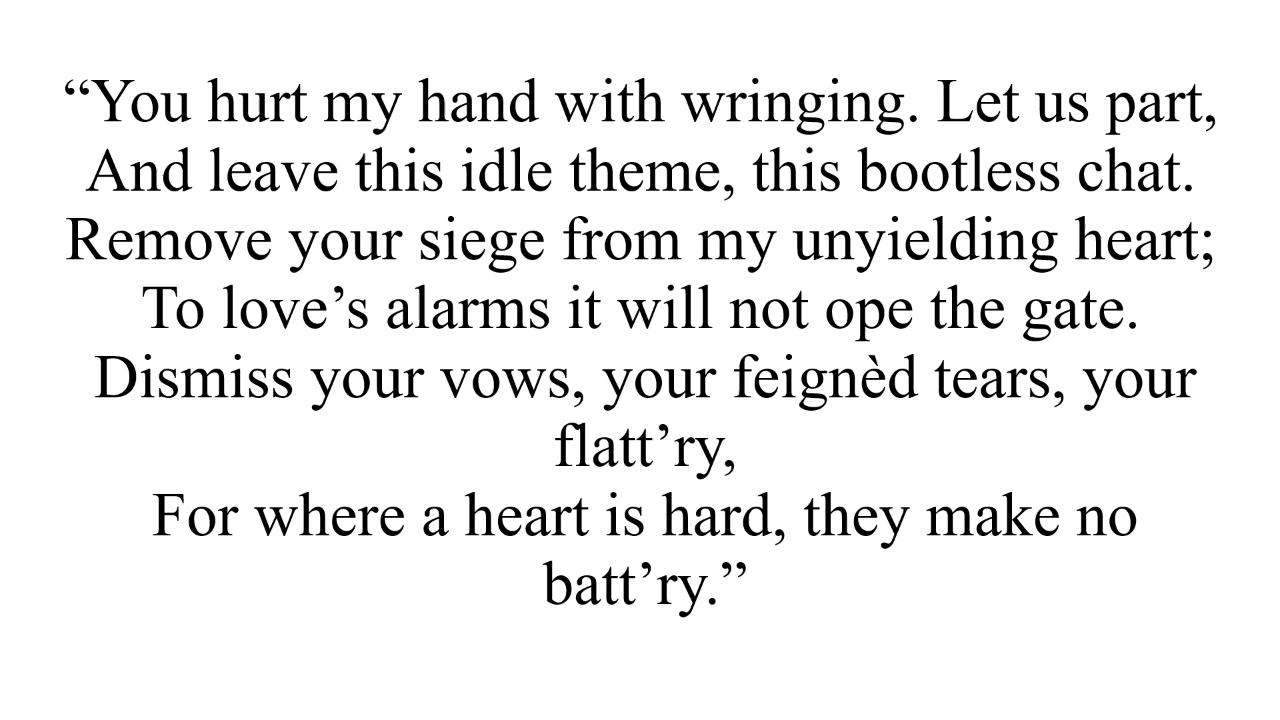 “You hurt my hand with wringing. Let us part,
And leave this idle theme, this bootless chat.
Remove your siege from my unyielding heart;
To love’s alarms it will not ope the gate.
Dismiss your vows, your feignèd tears, your
flatt’ry,
For where a heart is hard, they make no
batt’ry.”